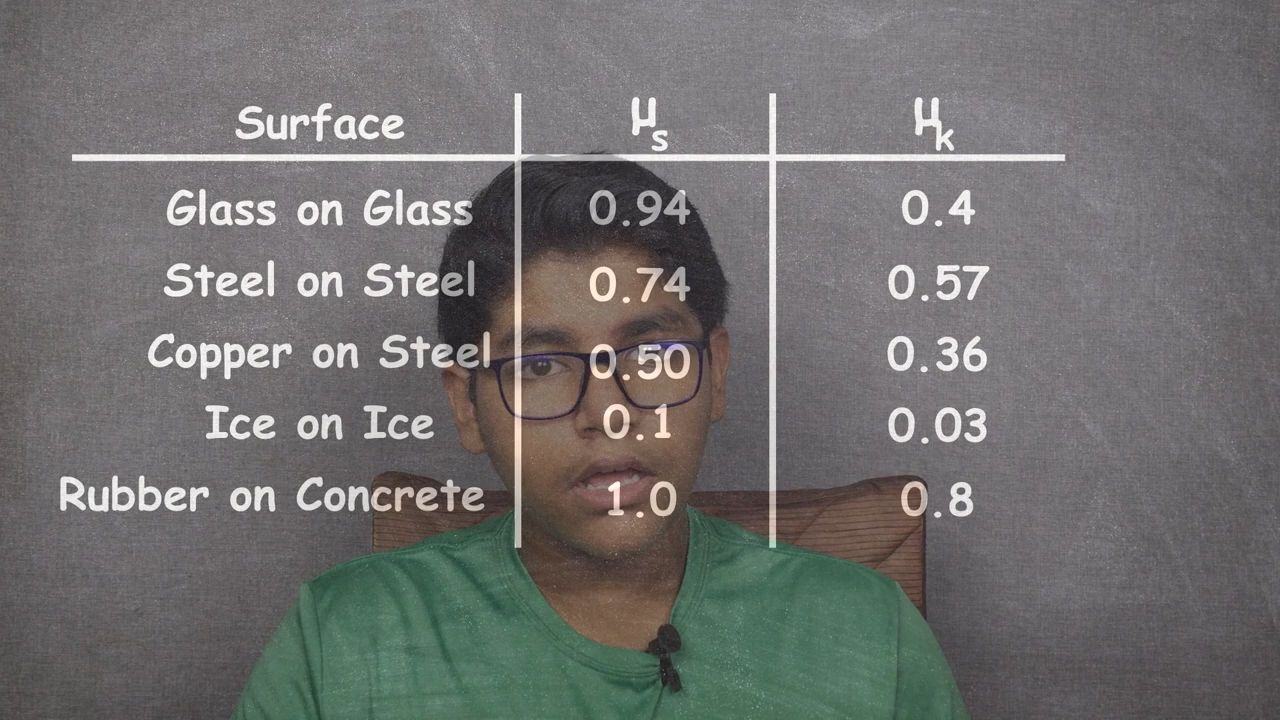 Surface μs μk
Glass on Glass 0.94 0.4
Steel on Steel 0.74 0.57
Copper on Steel 0.50 0.36
Ice on Ice 0.1 0.03
Rubber on Concrete 1.0 0.8